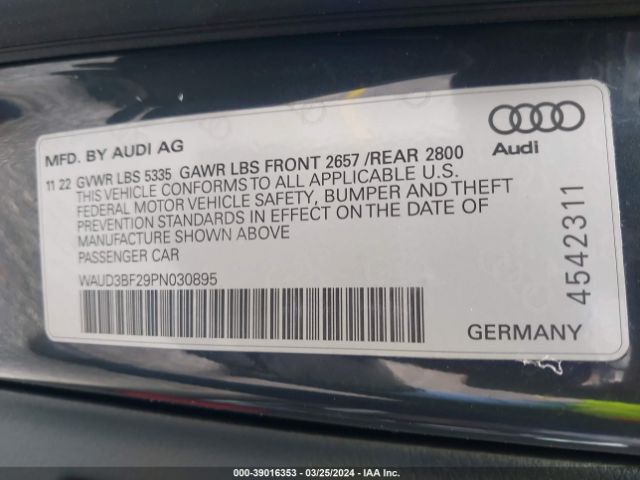 MFD. BY AUDI AG
11 22 GVWR LBS 5335 GAWR LBS FRONT 2657 /REAR 2800
THIS VEHICLE CONFORMS TO ALL APPLICABLE U.S.
FEDERAL MOTOR VEHICLE SAFETY, BUMPER AND THEFT
PREVENTION STANDARDS IN EFFECT ON THE DATE OF
MANUFACTURE SHOWN ABOVE
PASSENGER CAR
WAUD3BF29PN030895
Audi
4542311
GERMANY
000-39016353 — 03/25/2024 — IAA Inc.